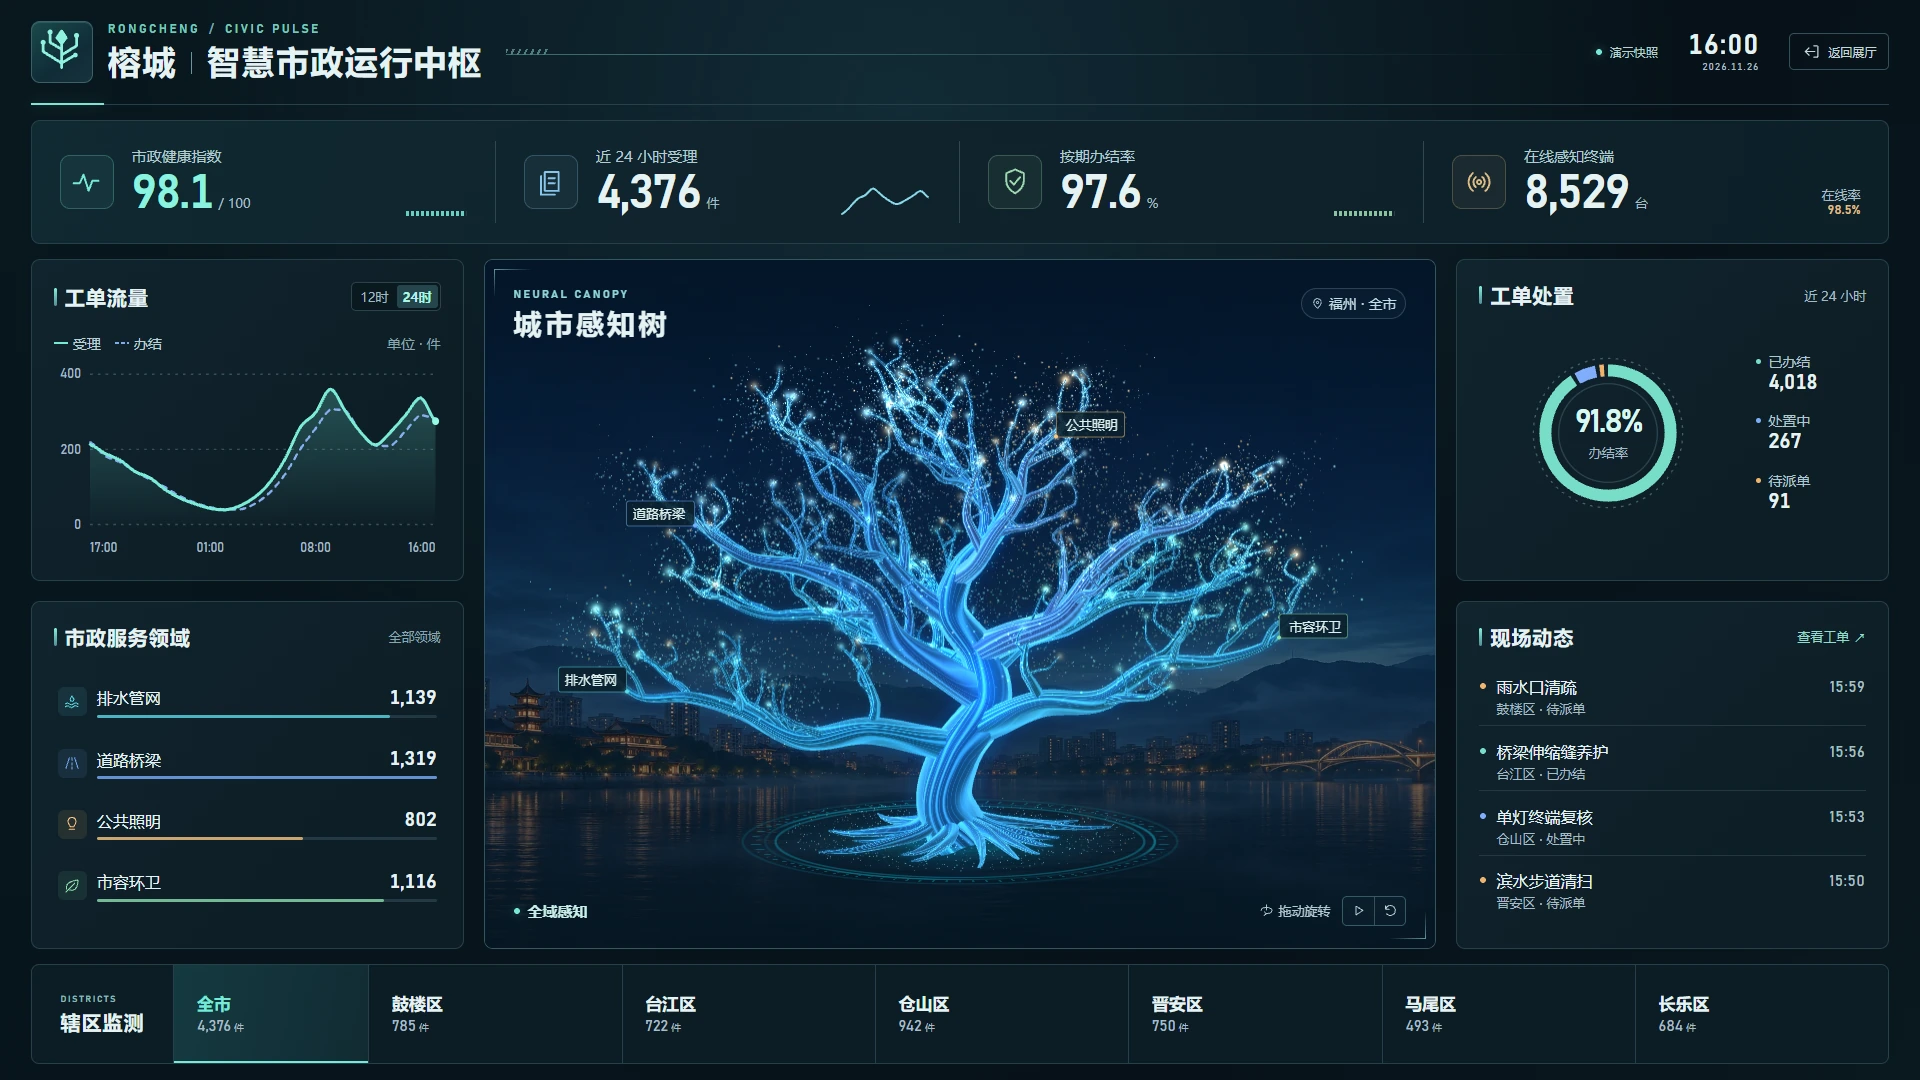 RONGCHENG / CIVIC PULSE
榕城 智慧市政运行中枢
演示快照
16:00
2026.11.26
返回展厅
市政健康指数
98.1 / 100
近 24 小时受理
4,376 件
按期办结率
97.6 %
在线感知终端
8,529 台
在线率
98.5%
工单流量
12时 24时
受理 办结
单位 · 件
400
200
0
17:00 01:00 08:00 16:00
市政服务领域
全部领域
排水管网 1,139
道路桥梁 1,319
公共照明 802
市容环卫 1,116
NEURAL CANOPY
城市感知树
福州 · 全市
公共照明
道路桥梁
市容环卫
排水管网
全域感知
拖动旋转
工单处置
近 24 小时
91.8%
办结率
已办结
4,018
处置中
267
待派单
91
现场动态
查看工单 ↗
雨水口清疏 15:59
鼓楼区 · 待派单
桥梁伸缩缝养护 15:56
台江区 · 已办结
单灯终端复核 15:53
仓山区 · 处置中
滨水步道清扫 15:50
晋安区 · 待派单
DISTRICTS
辖区监测
全市
4,376 件
鼓楼区
785 件
台江区
722 件
仓山区
942 件
晋安区
750 件
马尾区
493 件
长乐区
684 件